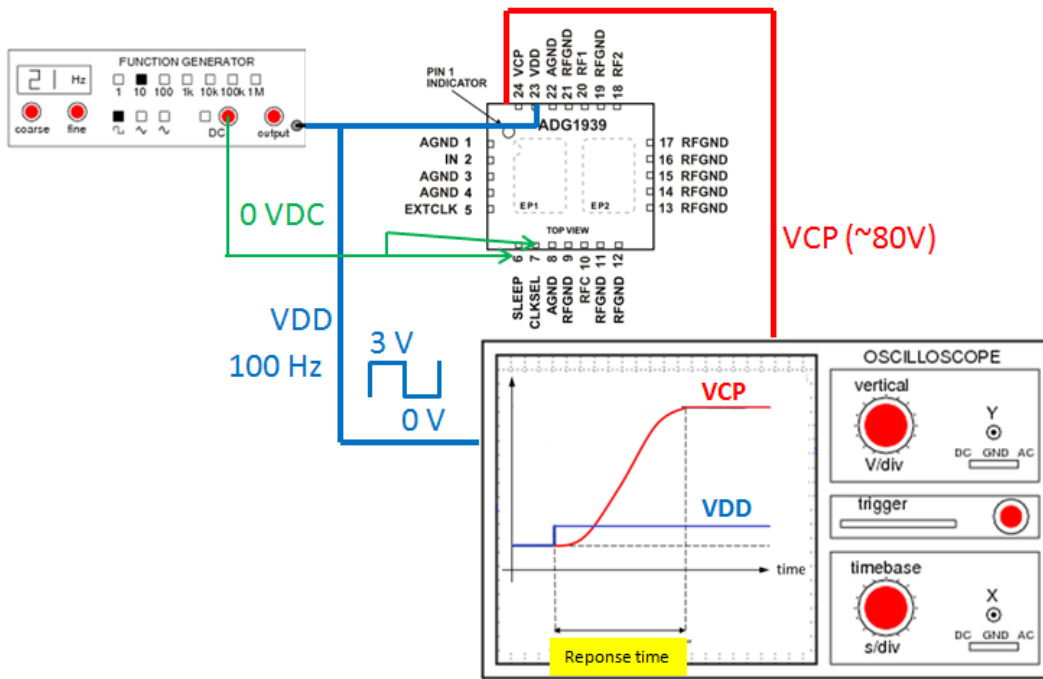 FUNCTION GENERATOR
21 Hz
1 10 100 1k 10k 100k 1M
coarse fine DC output
PIN 1
INDICATOR
24 VCP
23 VDD
22 AGND
21 RFGND
20 RF1
19 RFGND
18 RF2
ADG1939
AGND 1
IN 2
AGND 3
AGND 4
EXTCLK 5
17 RFGND
16 RFGND
15 RFGND
14 RFGND
13 RFGND
EP1 EP2
TOP VIEW
SLEEP 6
CLKSEL 7
AGND 8
RFGND 9
RFC 10
RFGND 11
RFGND 12
0 VDC
VCP (~80V)
VDD
100 Hz
3 V
0 V
VCP
VDD
time
Reponse time
OSCILLOSCOPE
vertical
V/div
Y
DC GND AC
trigger
timebase
s/div
X
DC GND AC